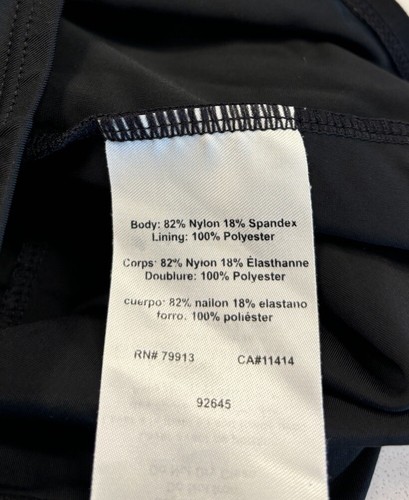 Body: 82% Nylon 18% Spandex
Lining: 100% Polyester
Corps: 82% Nylon 18% Élasthanne
Doublure: 100% Polyester
cuerpo: 82% nailon 18% elastano
forro. 100% poliéster
RN# 79913 CA#11414
92645